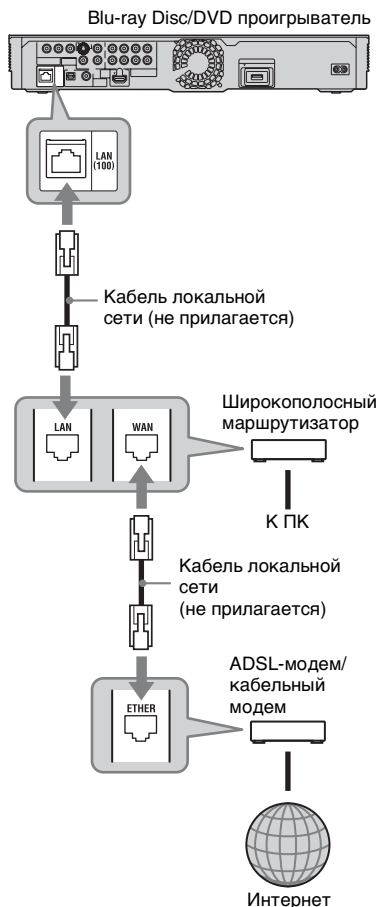 Blu-ray Disc/DVD проигрыватель
LAN
(100)
Кабель локальной
сети (не прилагается)
Широкополосный
маршрутизатор
LAN
WAN
К ПК
Кабель локальной
сети
(не прилагается)
ADSL-модем/
кабельный
модем
ETHER
Интернет